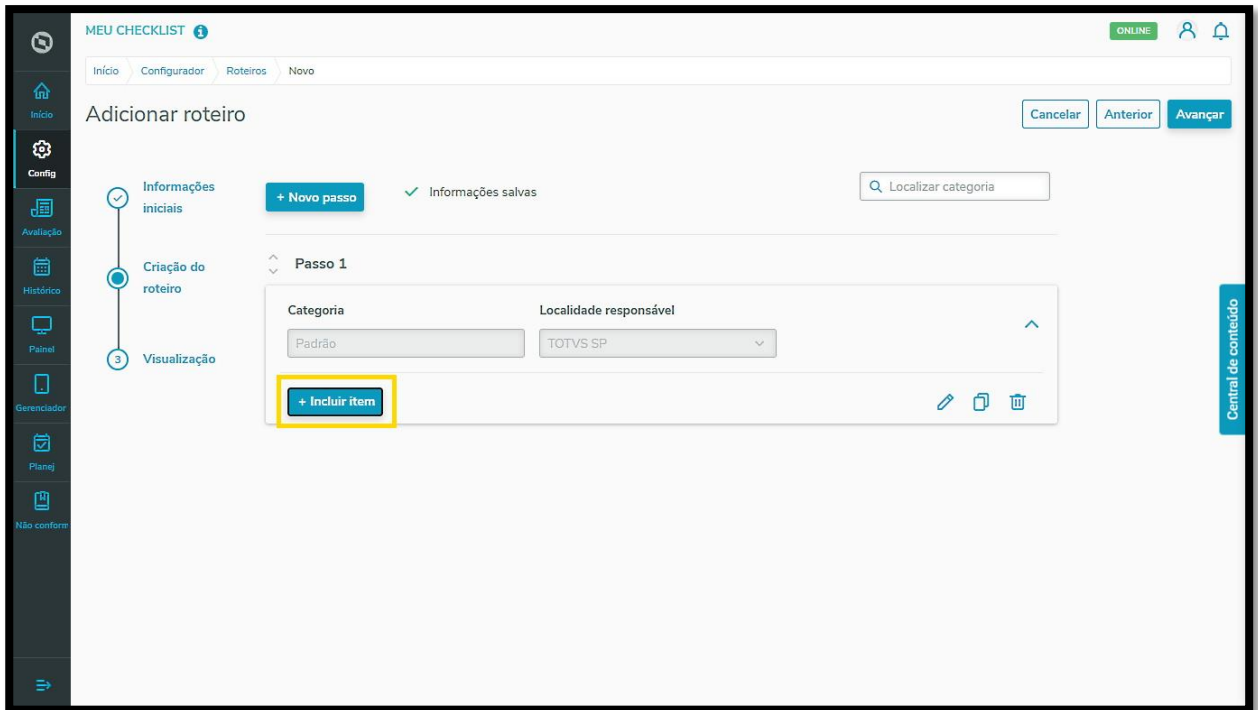 MEU CHECKLIST
ONLINE
Início
Configurador
Roteiros
Novo
Adicionar roteiro
Cancelar
Anterior
Avançar
Início
Config
Avaliação
Histórico
Painel
Gerenciador
Planej
Não conform
Informações
iniciais
Criação do
roteiro
3
Visualização
+ Novo passo
Informações salvas
Localizar categoria
Passo 1
Categoria
Localidade responsável
Padrão
TOTVS SP
+ Incluir item
Central de conteúdo